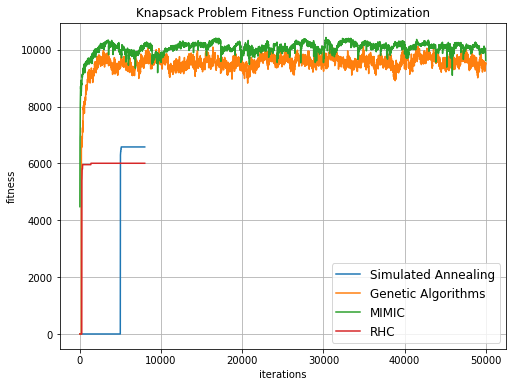 Knapsack Problem Fitness Function Optimization
10000
8000
6000
4000
2000
0
fitness
Simulated Annealing
Genetic Algorithms
MIMIC
RHC
0 10000 20000 30000 40000 50000
iterations